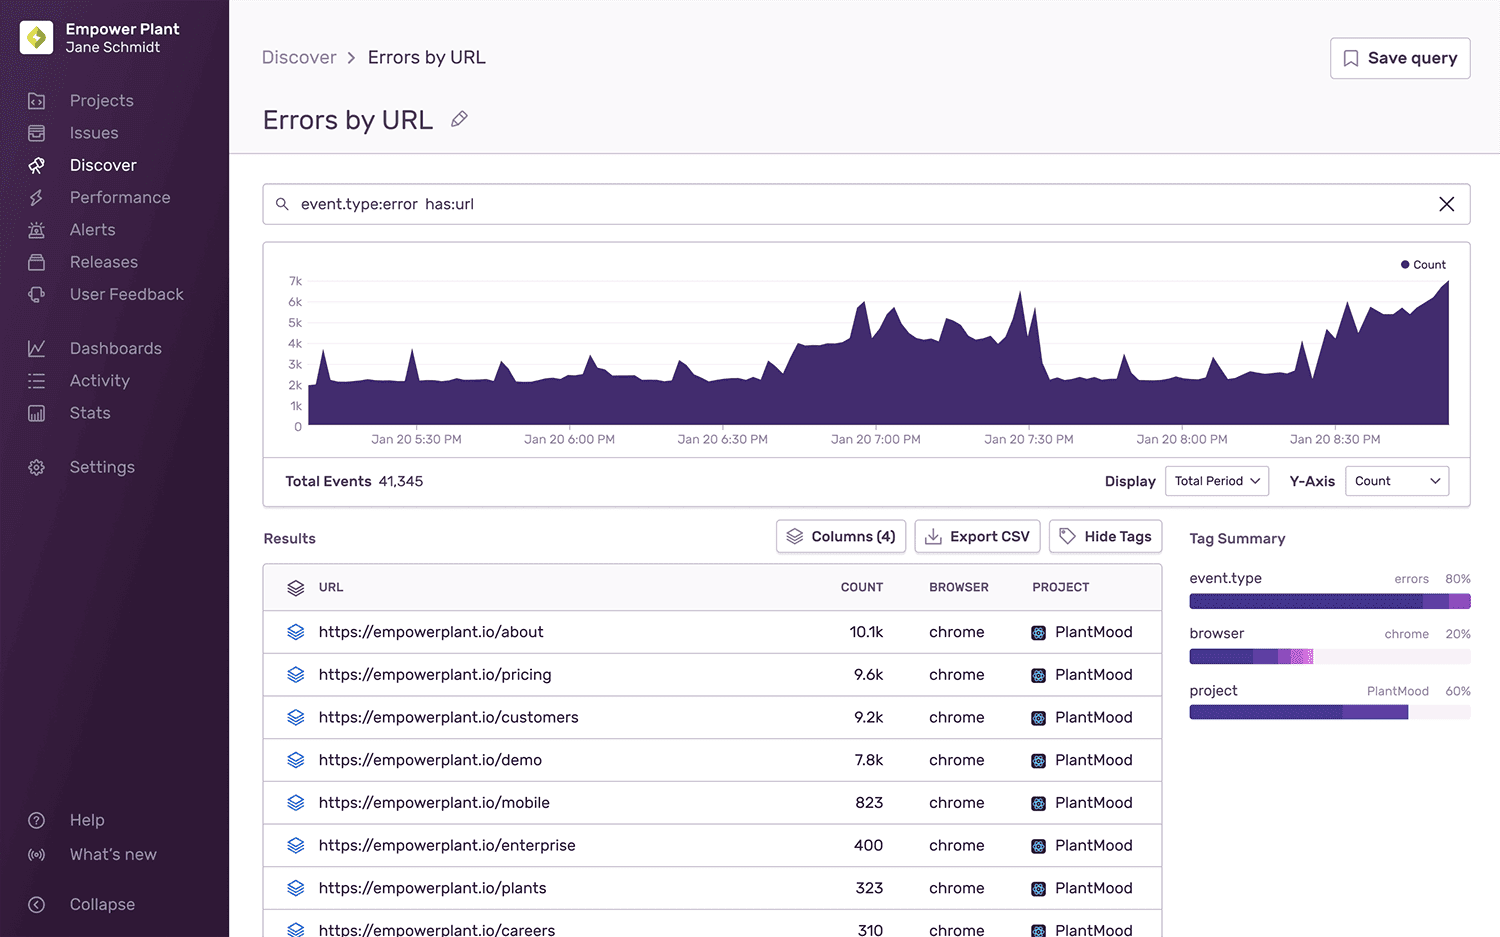 Empower Plant
Jane Schmidt
Projects
Issues
Discover
Performance
Alerts
Releases
User Feedback
Dashboards
Activity
Stats
Settings
Help
What's new
Collapse
Discover > Errors by URL
Save query
Errors by URL
event.type:error has:url
Count
7k
6k
5k
4k
3k
2k
1k
0
Jan 20 5:30 PM Jan 20 6:00 PM Jan 20 6:30 PM Jan 20 7:00 PM Jan 20 7:30 PM Jan 20 8:00 PM Jan 20 8:30 PM
Total Events 41,345 Display Total Period Y-Axis Count
Results Columns (4) Export CSV Hide Tags
URL COUNT BROWSER PROJECT
https://empowerplant.io/about 10.1k chrome PlantMood
https://empowerplant.io/pricing 9.6k chrome PlantMood
https://empowerplant.io/customers 9.2k chrome PlantMood
https://empowerplant.io/demo 7.8k chrome PlantMood
https://empowerplant.io/mobile 823 chrome PlantMood
https://empowerplant.io/enterprise 400 chrome PlantMood
https://empowerplant.io/plants 323 chrome PlantMood
https://empowerplant.io/careers 310 chrome PlantMood
Tag Summary
event.type errors 80%
browser chrome 20%
project PlantMood 60%